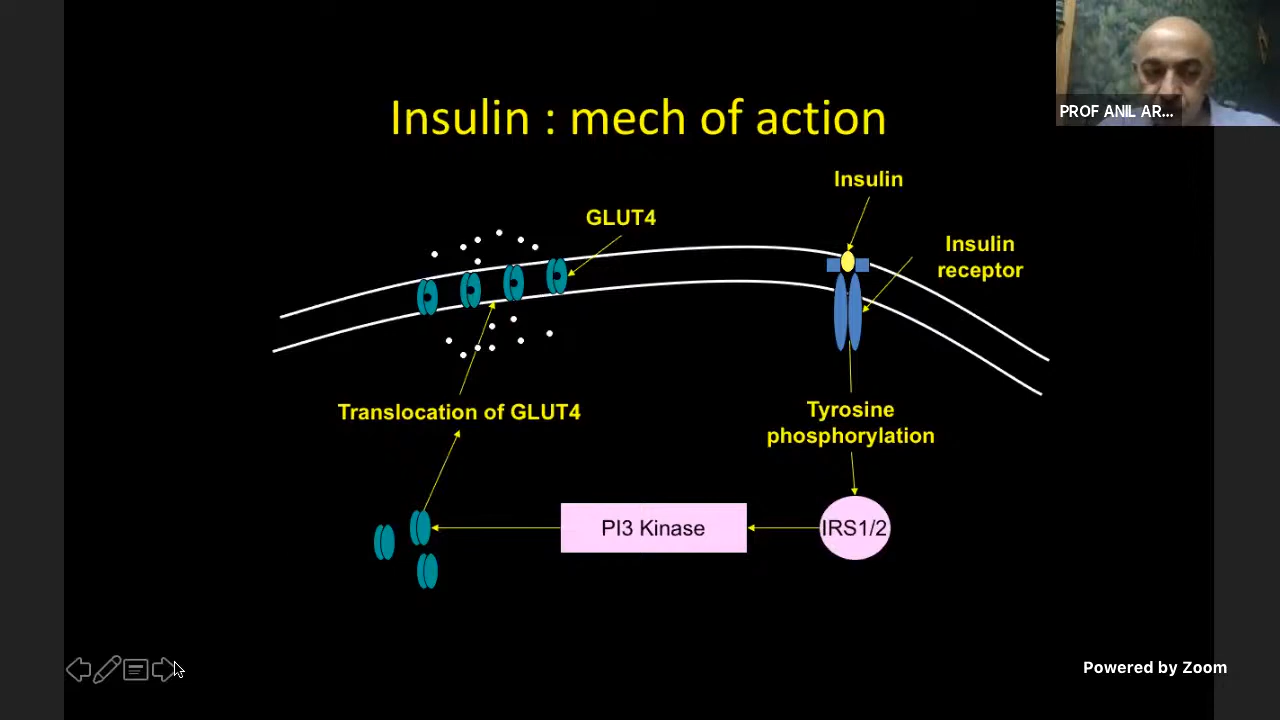 PROF ANIL AR...
Insulin : mech of action
Insulin
GLUT4
Insulin
receptor
Translocation of GLUT4
Tyrosine
phosphorylation
PI3 Kinase
IRS1/2
Powered by Zoom